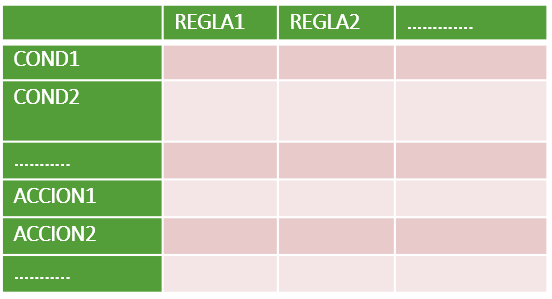 REGLA1 REGLA2 .............
COND1
COND2
...........
ACCION1
ACCION2
...........